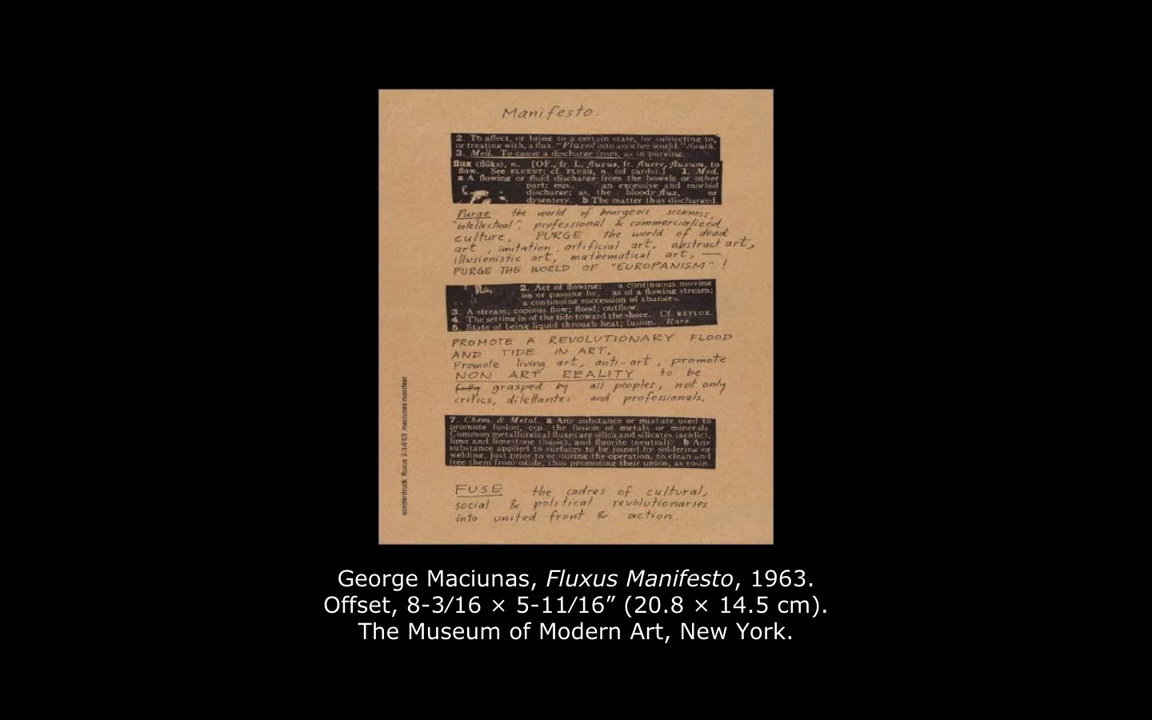 Manifesto:
2. To affect, or bring to a certain state, by subjecting to,
or treating with, a flux. "Fluxed into another world." South.
3. Med. To cause a discharge from, as in purging.
flux (flŭks), n. [OF., fr. L. fluxus, fr. fluere, fluxum, to
flow. See FLUENT; cf. FLUSH, n. (of cards).] 1. Med.
a A flowing or fluid discharge from the bowels or other
part; esp., an excessive and morbid
discharge; as, the bloody flux, or
dysentery. b The matter thus discharged.
Purge the world of bourgeois sickness,
"intellectual", professional & commercialized
culture, PURGE the world of dead
art, imitation, artificial art, abstract art,
illusionistic art, mathematical art, —
PURGE THE WORLD OF "EUROPANISM"!
2. Act of flowing: a continuous moving
on or passing by, as of a flowing stream;
a continuing succession of changes.
3. A stream; copious flow; flood; outflow.
4. The setting in of the tide toward the shore. Cf. REFLUX.
5. State of being liquid through heat; fusion. Rare.
PROMOTE A REVOLUTIONARY FLOOD
AND TIDE IN ART.
Promote living art, anti-art, promote
NON ART REALITY to be
fully grasped by all peoples, not only
critics, dilettantes and professionals.
7. Chem. & Metal. a Any substance or mixture used to
promote fusion, esp. the fusion of metals or minerals.
Common metallurgical fluxes are silica and silicates (acidic),
lime and limestone (basic), and fluorite (neutral). b Any
substance applied to surfaces to be joined by soldering or
welding, just prior to or during the operation, to clean and
free them from oxide, thus promoting their union, as rosin.
FUSE the cadres of cultural,
social & political revolutionaries
into united front & action.
sonderdruck fluxus 2-3-II'63 maciunas manifest
George Maciunas, Fluxus Manifesto, 1963.
Offset, 8-3/16 × 5-11/16” (20.8 × 14.5 cm).
The Museum of Modern Art, New York.